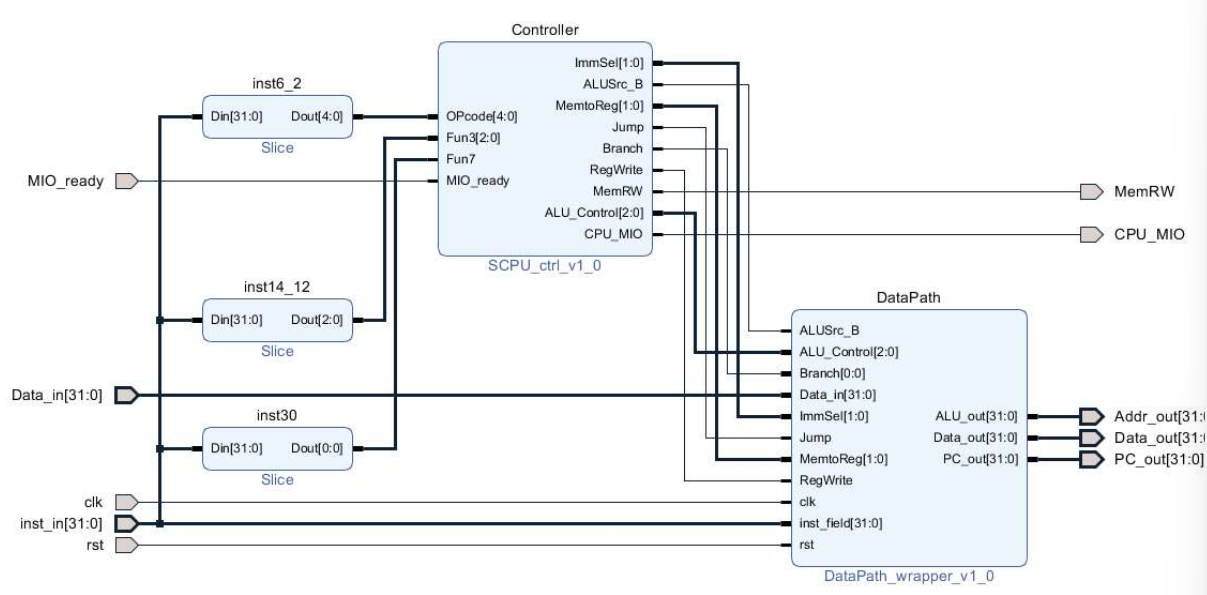 Controller
ImmSel[1:0]
ALUSrc_B
MemtoReg[1:0]
Jump
Branch
RegWrite
MemRW
ALU_Control[2:0]
CPU_MIO
OPcode[4:0]
Fun3[2:0]
Fun7
MIO_ready
SCPU_ctrl_v1_0
inst6_2
Din[31:0] Dout[4:0]
Slice
MIO_ready
MemRW
CPU_MIO
inst14_12
Din[31:0] Dout[2:0]
Slice
Data_in[31:0]
inst30
Din[31:0] Dout[0:0]
Slice
clk
inst_in[31:0]
rst
DataPath
ALUSrc_B
ALU_Control[2:0]
Branch[0:0]
Data_in[31:0]
ImmSel[1:0]
Jump
MemtoReg[1:0]
RegWrite
clk
inst_field[31:0]
rst
ALU_out[31:0]
Data_out[31:0]
PC_out[31:0]
DataPath_wrapper_v1_0
Addr_out[31:
Data_out[31:
PC_out[31:0]